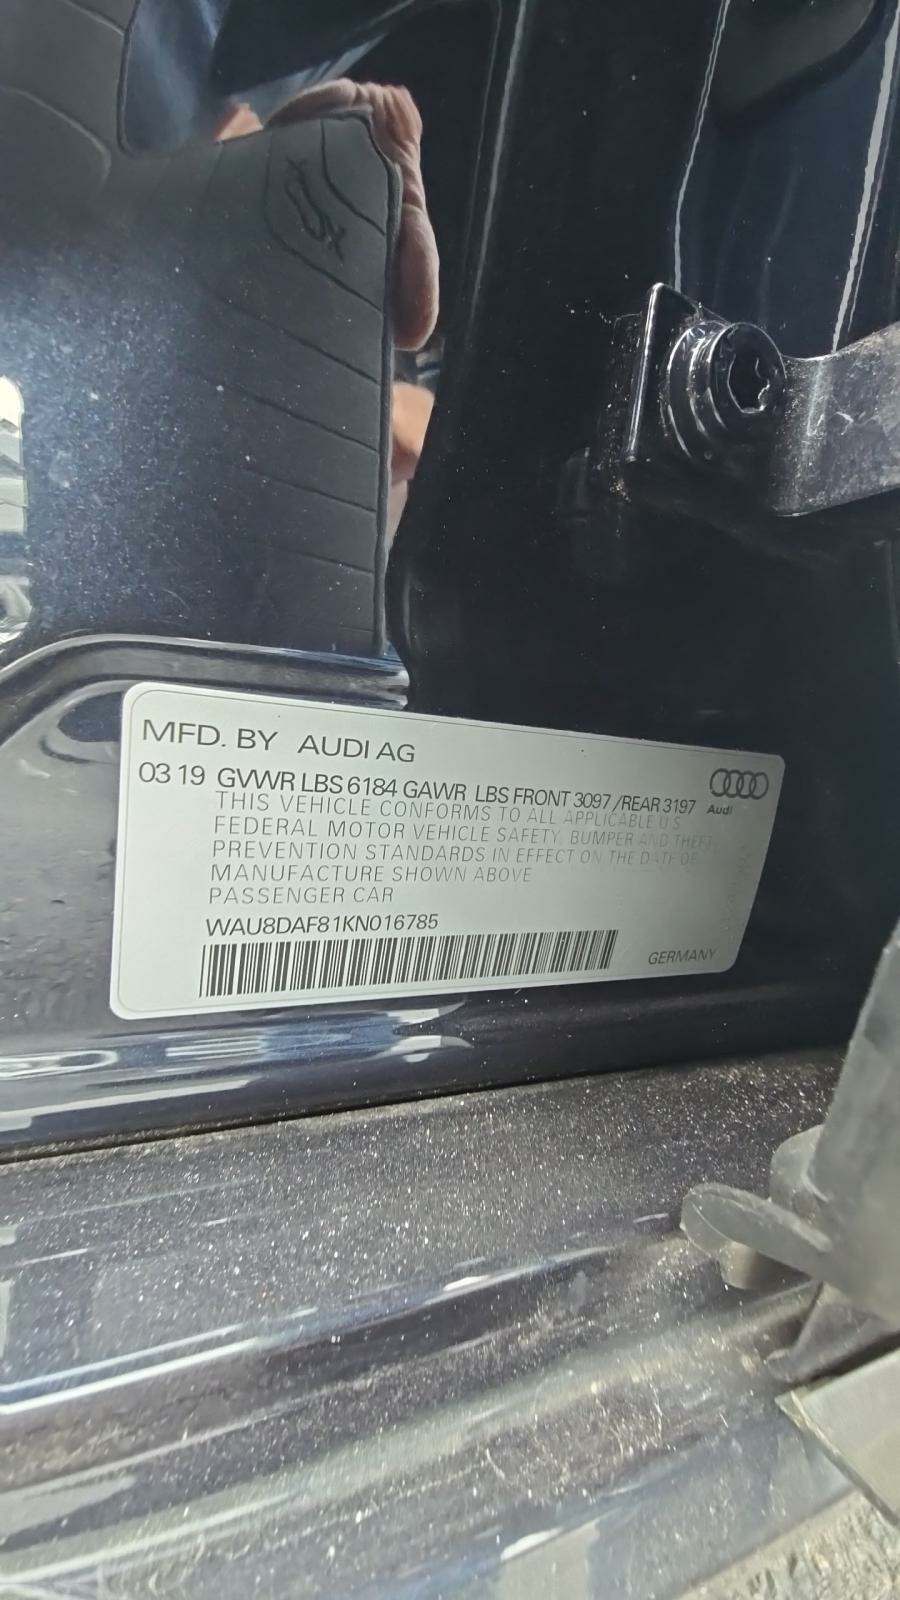 MFD. BY AUDI AG
03 19 GVWR LBS 6184 GAWR LBS FRONT 3097 /REAR 3197
Audi
THIS VEHICLE CONFORMS TO ALL APPLICABLE U.S.
FEDERAL MOTOR VEHICLE SAFETY, BUMPER AND THEFT
PREVENTION STANDARDS IN EFFECT ON THE DATE OF
MANUFACTURE SHOWN ABOVE
PASSENGER CAR
WAU8DAF81KN016785
GERMANY